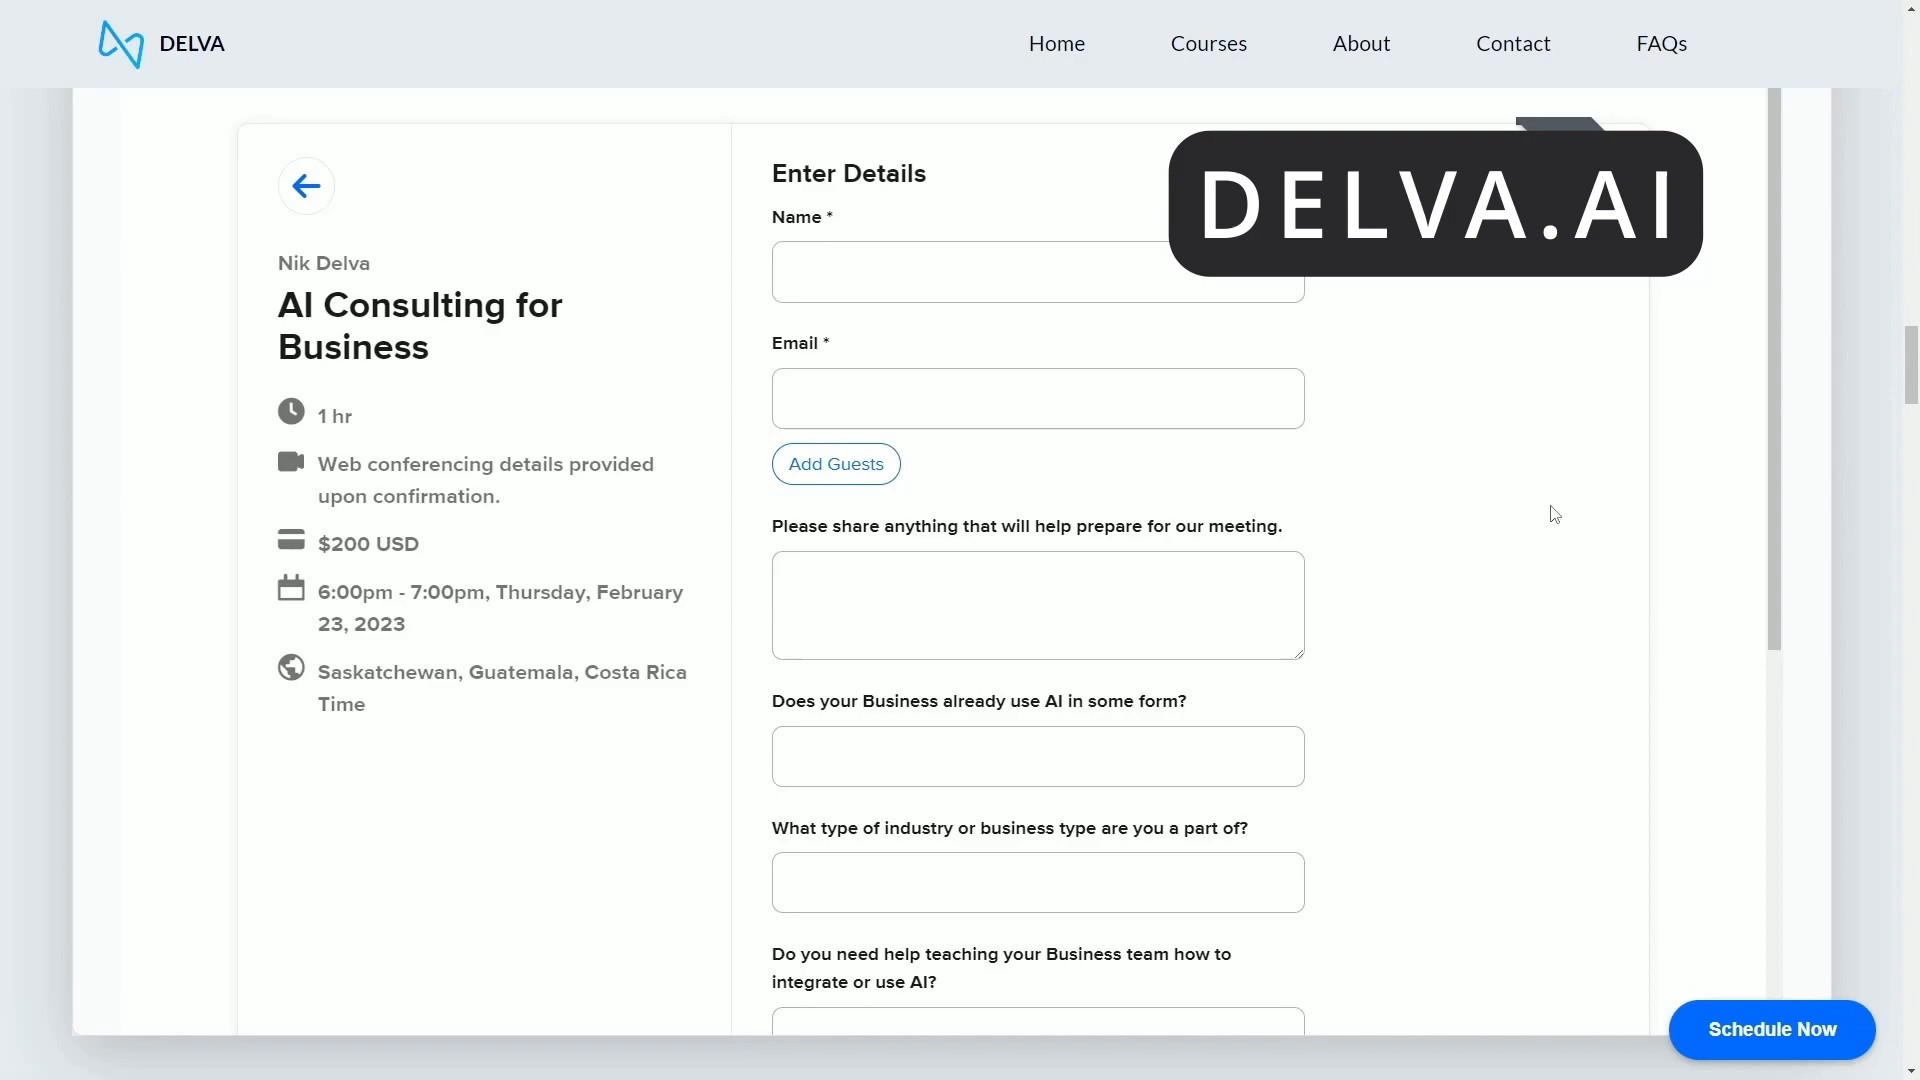 DELVA
Home
Courses
About
Contact
FAQs
DELVA.AI
Nik Delva
AI Consulting for
Business
1 hr
Web conferencing details provided
upon confirmation.
$200 USD
6:00pm - 7:00pm, Thursday, February
23, 2023
Saskatchewan, Guatemala, Costa Rica
Time
Enter Details
Name *
Email *
Add Guests
Please share anything that will help prepare for our meeting.
Does your Business already use AI in some form?
What type of industry or business type are you a part of?
Do you need help teaching your Business team how to
integrate or use AI?
Schedule Now